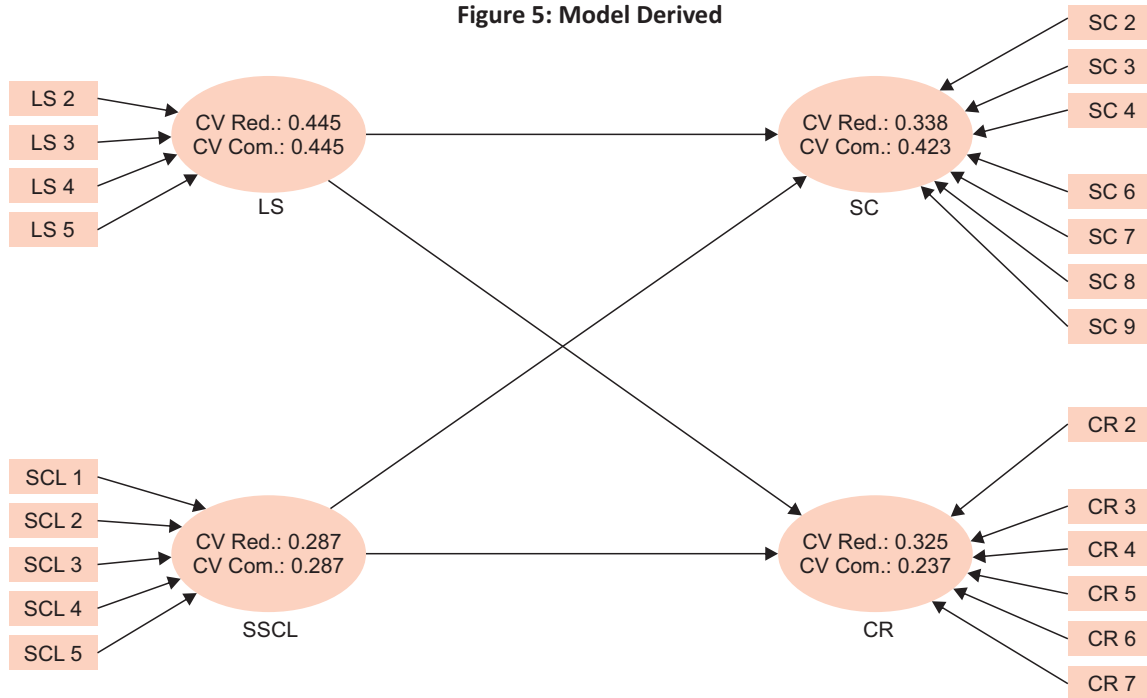 Figure 5: Model Derived
LS 2
LS 3
LS 4
LS 5
CV Red.: 0.445
CV Com.: 0.445
LS
CV Red.: 0.338
CV Com.: 0.423
SC
SC 2
SC 3
SC 4
SC 6
SC 7
SC 8
SC 9
SCL 1
SCL 2
SCL 3
SCL 4
SCL 5
CV Red.: 0.287
CV Com.: 0.287
SSCL
CV Red.: 0.325
CV Com.: 0.237
CR
CR 2
CR 3
CR 4
CR 5
CR 6
CR 7